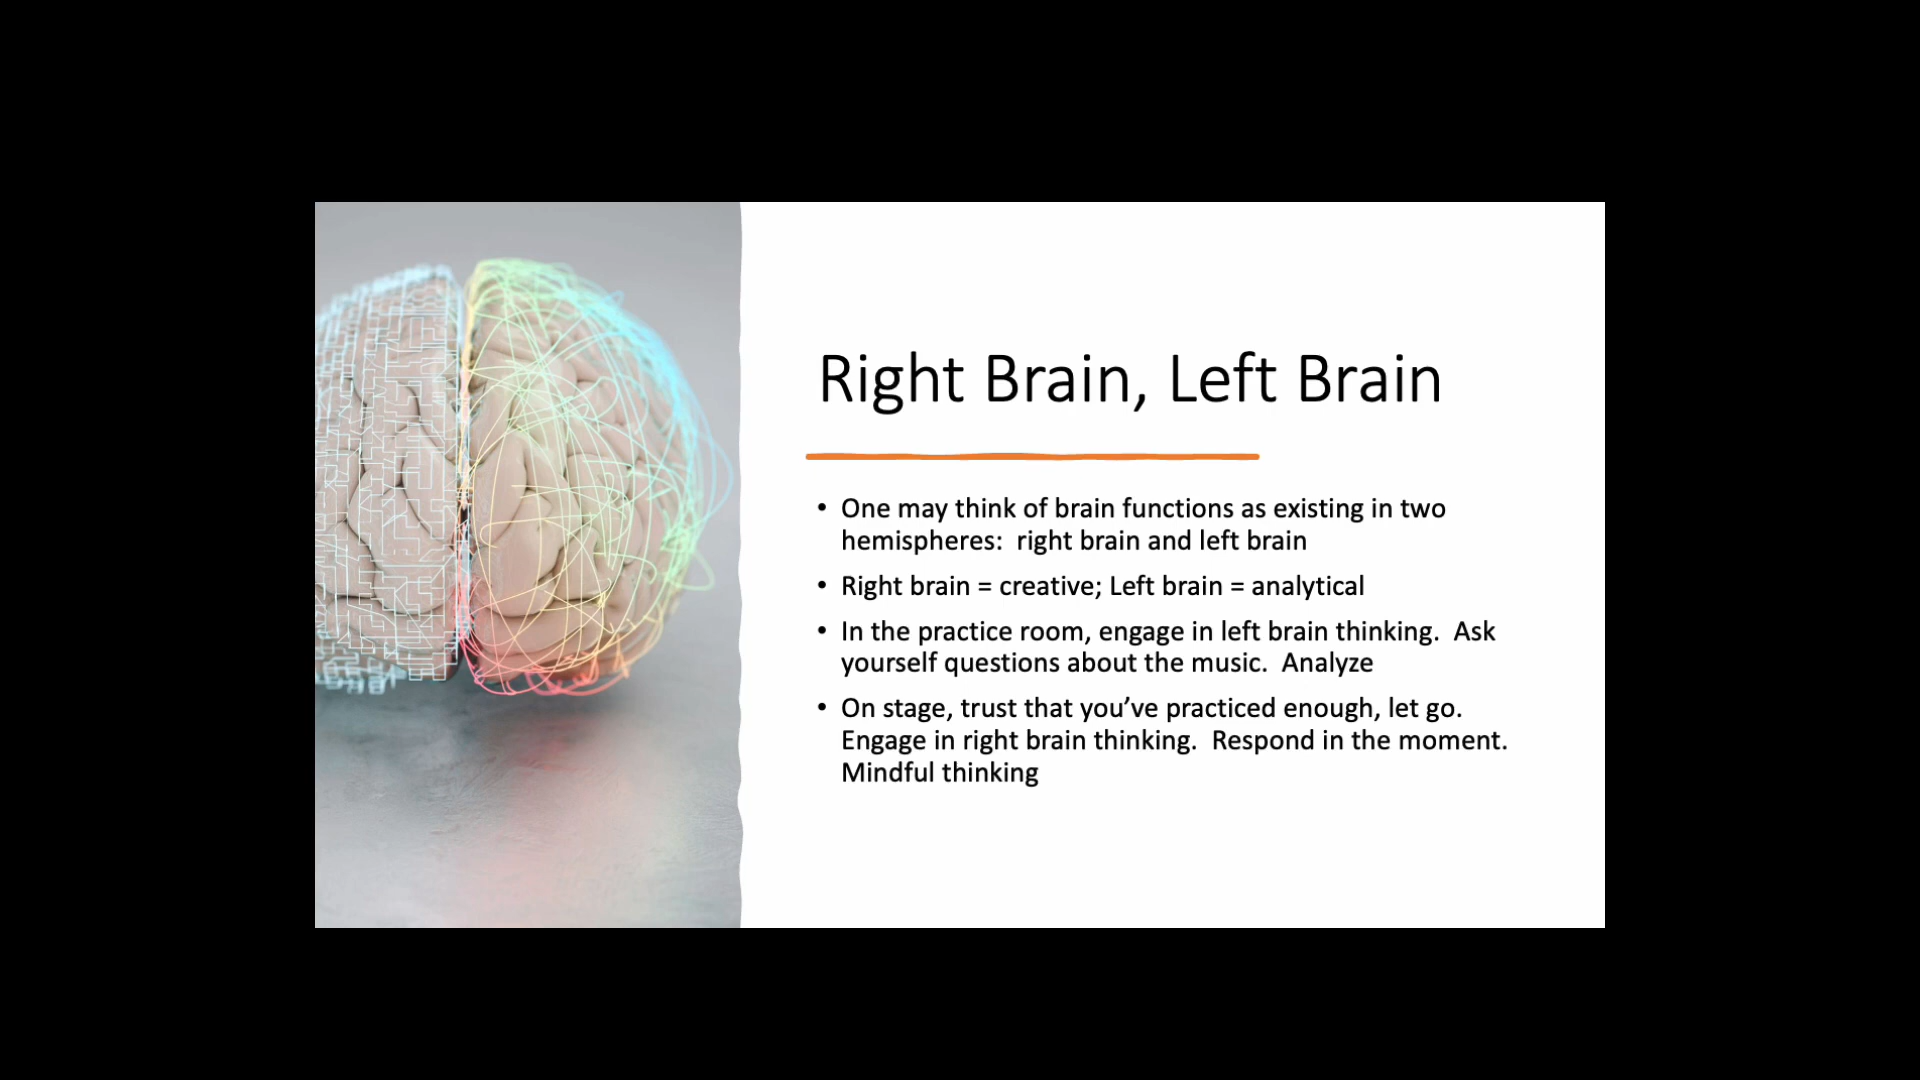 Right Brain, Left Brain
• One may think of brain functions as existing in two
hemispheres:  right brain and left brain
• Right brain = creative; Left brain = analytical
• In the practice room, engage in left brain thinking.  Ask
yourself questions about the music.  Analyze
• On stage, trust that you’ve practiced enough, let go.
Engage in right brain thinking.  Respond in the moment.
Mindful thinking